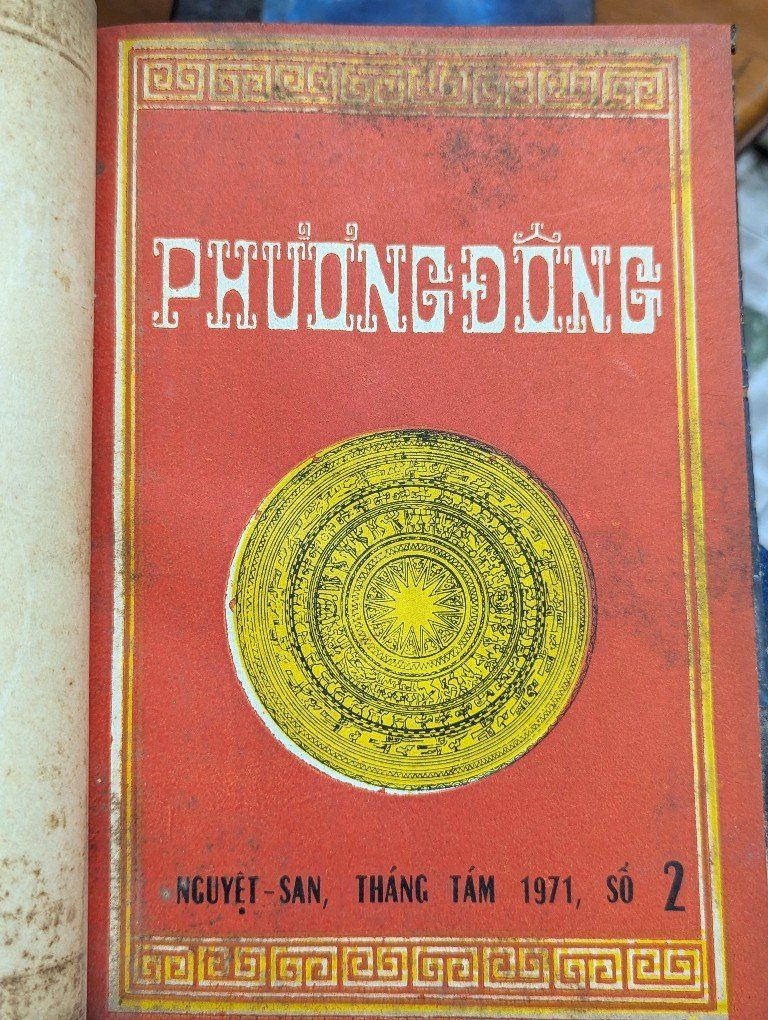 PHƯƠNG ĐÔNG
NGUYỆT-SAN, THÁNG TÁM 1971, SỐ 2